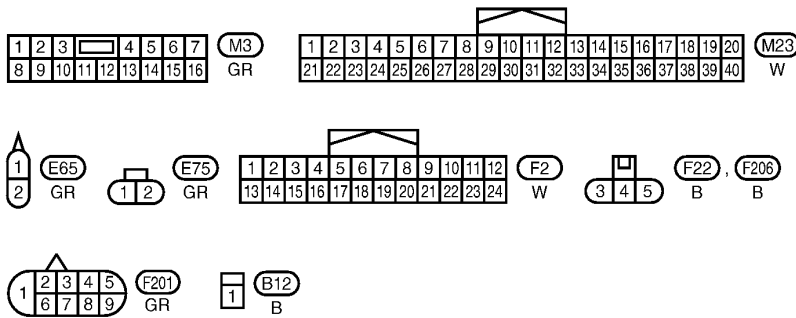 1 2 3 4 5 6 7 M3
8 9 10 11 12 13 14 15 16 GR
1 2 3 4 5 6 7 8 9 10 11 12 13 14 15 16 17 18 19 20 M23
21 22 23 24 25 26 27 28 29 30 31 32 33 34 35 36 37 38 39 40 W
1 E65
2 GR
1 2 E75
GR
1 2 3 4 5 6 7 8 9 10 11 12 F2
13 14 15 16 17 18 19 20 21 22 23 24 W
3 4 5 F22 , F206
B B
1 2 3 4 5 F201
6 7 8 9 GR
1 B12
B